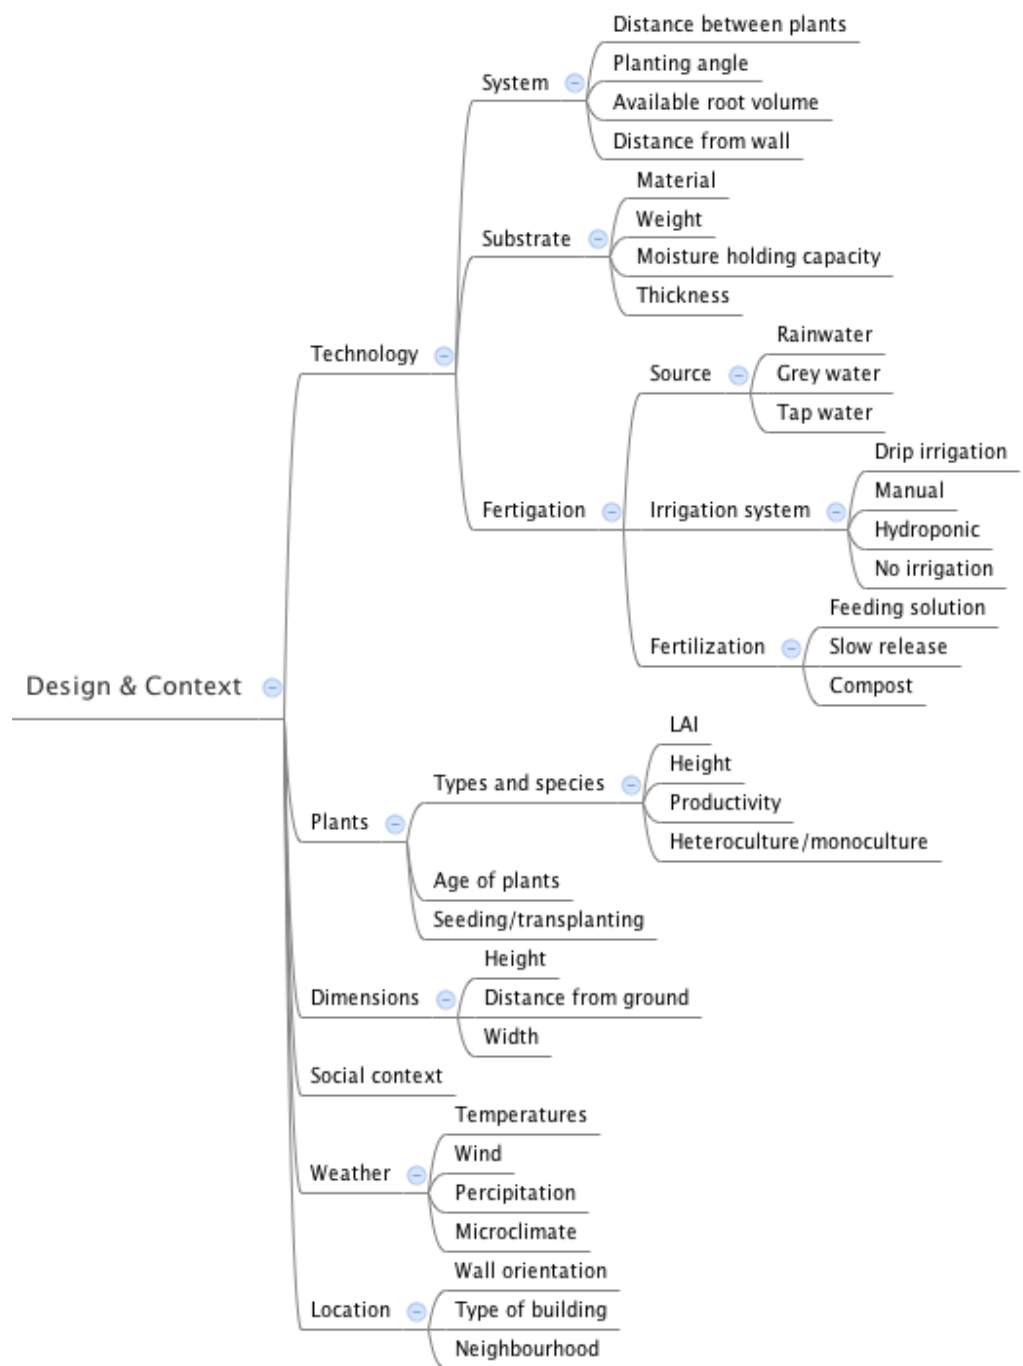 Distance between plants
Planting angle
System
Available root volume
Distance from wall
Material
Weight
Substrate
Moisture holding capacity
Thickness
Rainwater
Technology
Source
Grey water
Tap water
Drip irrigation
Manual
Fertigation
Irrigation system
Hydroponic
No irrigation
Feeding solution
Fertilization
Slow release
Compost
Design & Context
LAI
Height
Types and species
Productivity
Plants
Heteroculture/monoculture
Age of plants
Seeding/transplanting
Height
Dimensions
Distance from ground
Width
Social context
Temperatures
Wind
Weather
Percipitation
Microclimate
Wall orientation
Location
Type of building
Neighbourhood